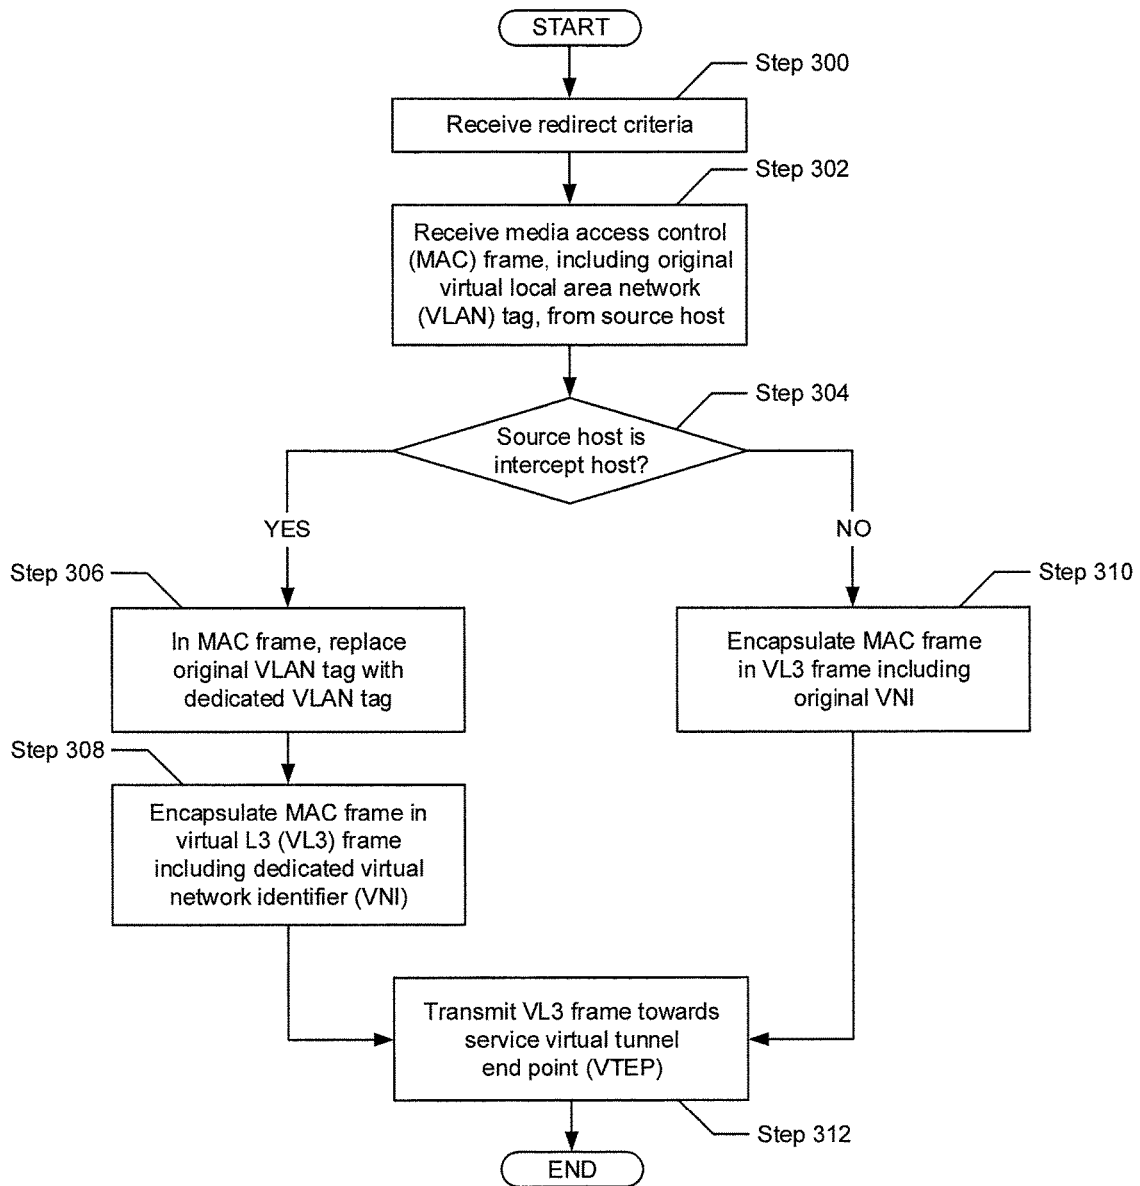 START
Step 300
Receive redirect criteria
Step 302
Receive media access control
(MAC) frame, including original
virtual local area network
(VLAN) tag, from source host
Step 304
Source host is
intercept host?
YES
NO
Step 306
Step 310
In MAC frame, replace
original VLAN tag with
dedicated VLAN tag
Encapsulate MAC frame
in VL3 frame including
original VNI
Step 308
Encapsulate MAC frame in
virtual L3 (VL3) frame
including dedicated virtual
network identifier (VNI)
Transmit VL3 frame towards
service virtual tunnel
end point (VTEP)
Step 312
END